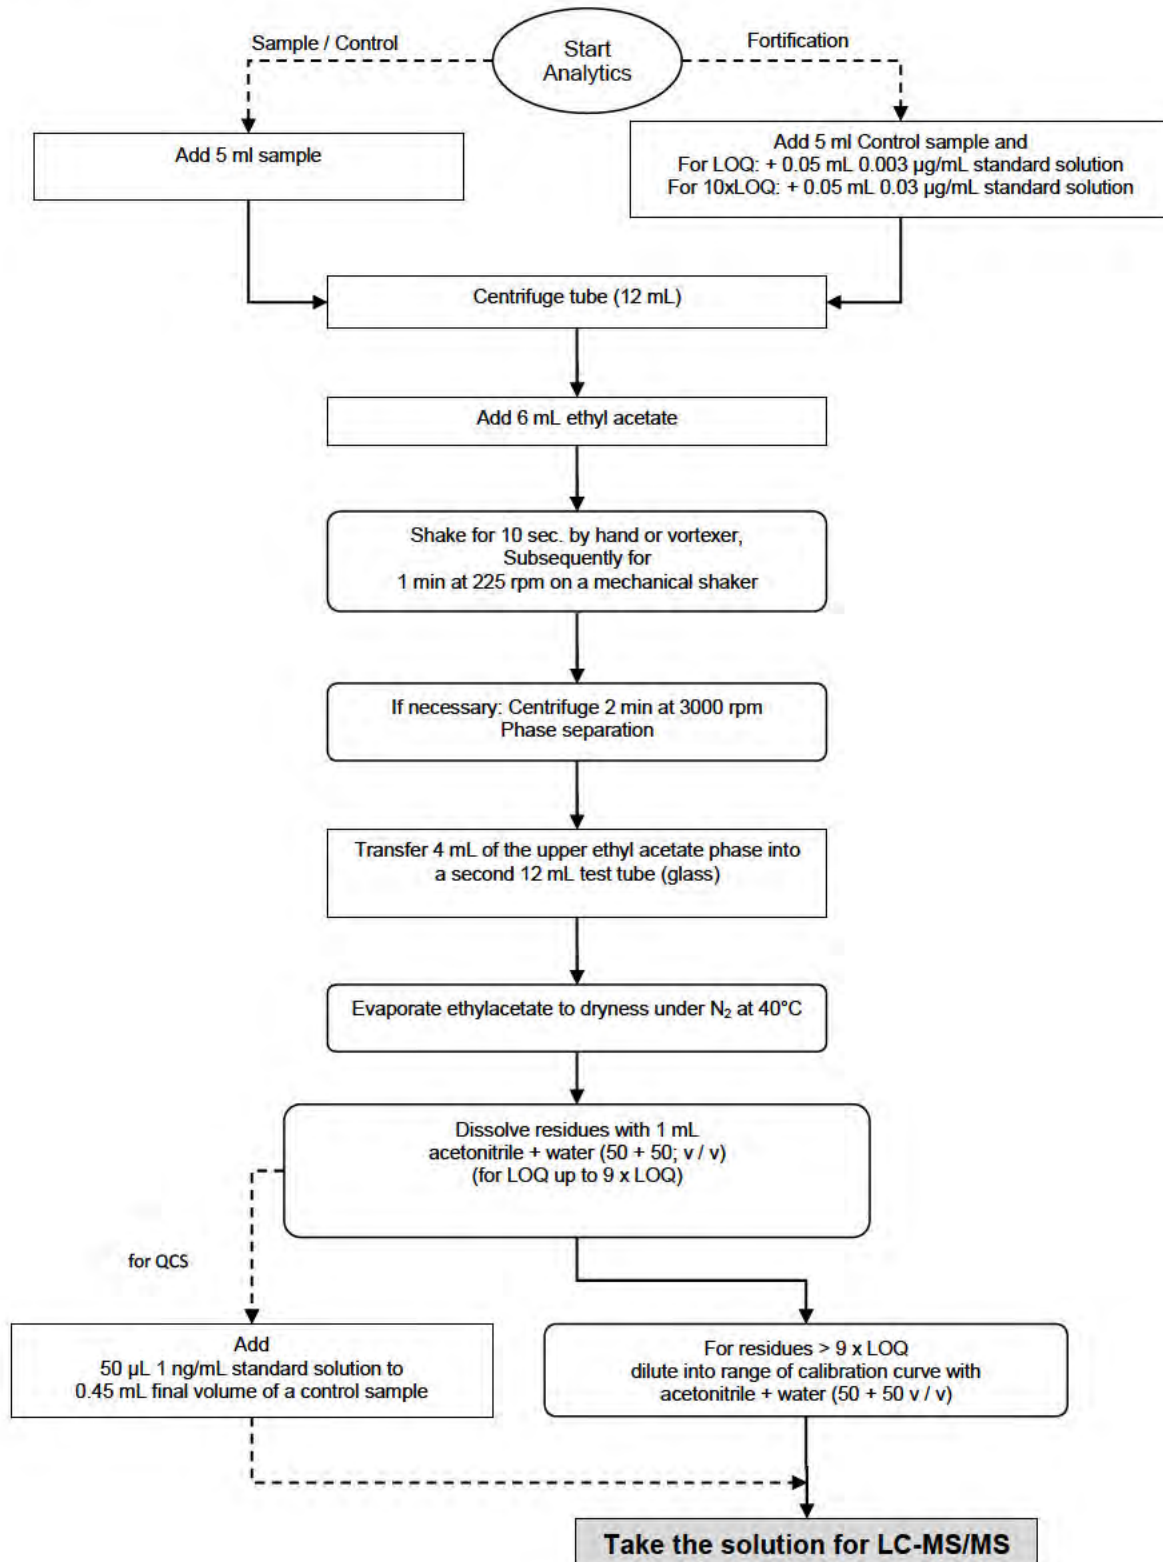 Sample / Control
Start
Analytics
Fortification
Add 5 ml sample
Add 5 ml Control sample and
For LOQ: + 0.05 mL 0.003 µg/mL standard solution
For 10xLOQ: + 0.05 mL 0.03 µg/mL standard solution
Centrifuge tube (12 mL)
Add 6 mL ethyl acetate
Shake for 10 sec. by hand or vortexer,
Subsequently for
1 min at 225 rpm on a mechanical shaker
If necessary: Centrifuge 2 min at 3000 rpm
Phase separation
Transfer 4 mL of the upper ethyl acetate phase into
a second 12 mL test tube (glass)
Evaporate ethylacetate to dryness under N₂ at 40°C
Dissolve residues with 1 mL
acetonitrile + water (50 + 50; v / v)
(for LOQ up to 9 x LOQ)
for QCS
Add
50 µL 1 ng/mL standard solution to
0.45 mL final volume of a control sample
For residues > 9 x LOQ
dilute into range of calibration curve with
acetonitrile + water (50 + 50 v / v)
Take the solution for LC-MS/MS